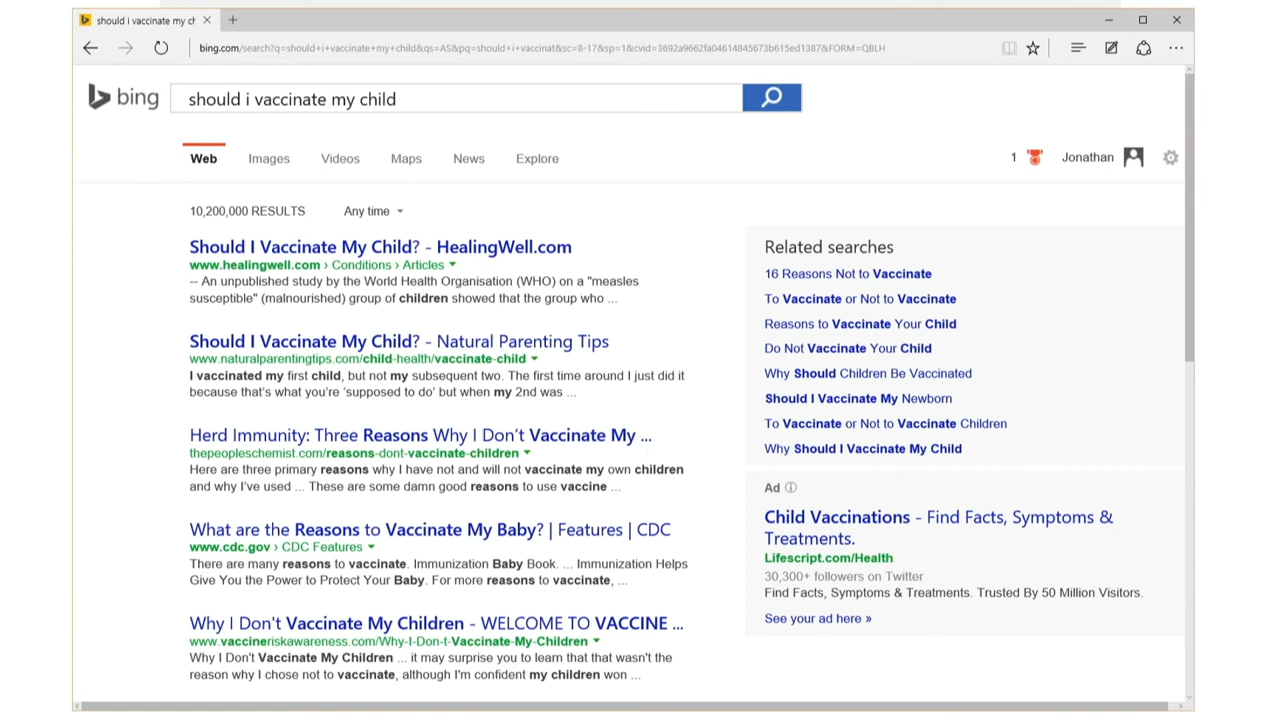 should i vaccinate my ch
bing.com/search?q=should+i+vaccinate+my+child&qs=AS&pq=should+i+vaccinat&sc=8-17&sp=1&cvid=3692a9662fa04614845673b615ed1387&FORM=QBLH
bing
should i vaccinate my child
Web Images Videos Maps News Explore
1 Jonathan
10,200,000 RESULTS Any time
Should I Vaccinate My Child? - HealingWell.com
www.healingwell.com › Conditions › Articles
-- An unpublished study by the World Health Organisation (WHO) on a "measles
susceptible" (malnourished) group of children showed that the group who ...
Should I Vaccinate My Child? - Natural Parenting Tips
www.naturalparentingtips.com/child-health/vaccinate-child
I vaccinated my first child, but not my subsequent two. The first time around I just did it
because that's what you're 'supposed to do' but when my 2nd was ...
Herd Immunity: Three Reasons Why I Don't Vaccinate My ...
thepeopleschemist.com/reasons-dont-vaccinate-children
Here are three primary reasons why I have not and will not vaccinate my own children
and why I've used ... These are some damn good reasons to use vaccine ...
What are the Reasons to Vaccinate My Baby? | Features | CDC
www.cdc.gov › CDC Features
There are many reasons to vaccinate. Immunization Baby Book. ... Immunization Helps
Give You the Power to Protect Your Baby. For more reasons to vaccinate, ...
Why I Don't Vaccinate My Children - WELCOME TO VACCINE ...
www.vaccineriskawareness.com/Why-I-Don-t-Vaccinate-My-Children
Why I Don't Vaccinate My Children ... it may surprise you to learn that that wasn't the
reason why I chose not to vaccinate, although I'm confident my children won ...
Related searches
16 Reasons Not to Vaccinate
To Vaccinate or Not to Vaccinate
Reasons to Vaccinate Your Child
Do Not Vaccinate Your Child
Why Should Children Be Vaccinated
Should I Vaccinate My Newborn
To Vaccinate or Not to Vaccinate Children
Why Should I Vaccinate My Child
Ad
Child Vaccinations - Find Facts, Symptoms &
Treatments.
Lifescript.com/Health
30,300+ followers on Twitter
Find Facts, Symptoms & Treatments. Trusted By 50 Million Visitors.
See your ad here »